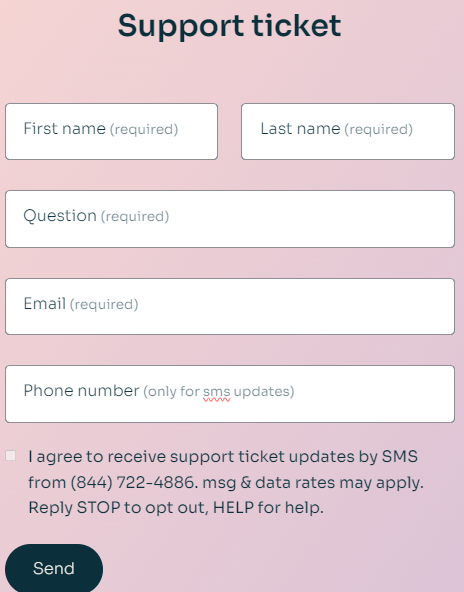 Support ticket
First name (required)
Last name (required)
Question (required)
Email (required)
Phone number (only for sms updates)
I agree to receive support ticket updates by SMS
from (844) 722-4886. msg & data rates may apply.
Reply STOP to opt out, HELP for help.
Send